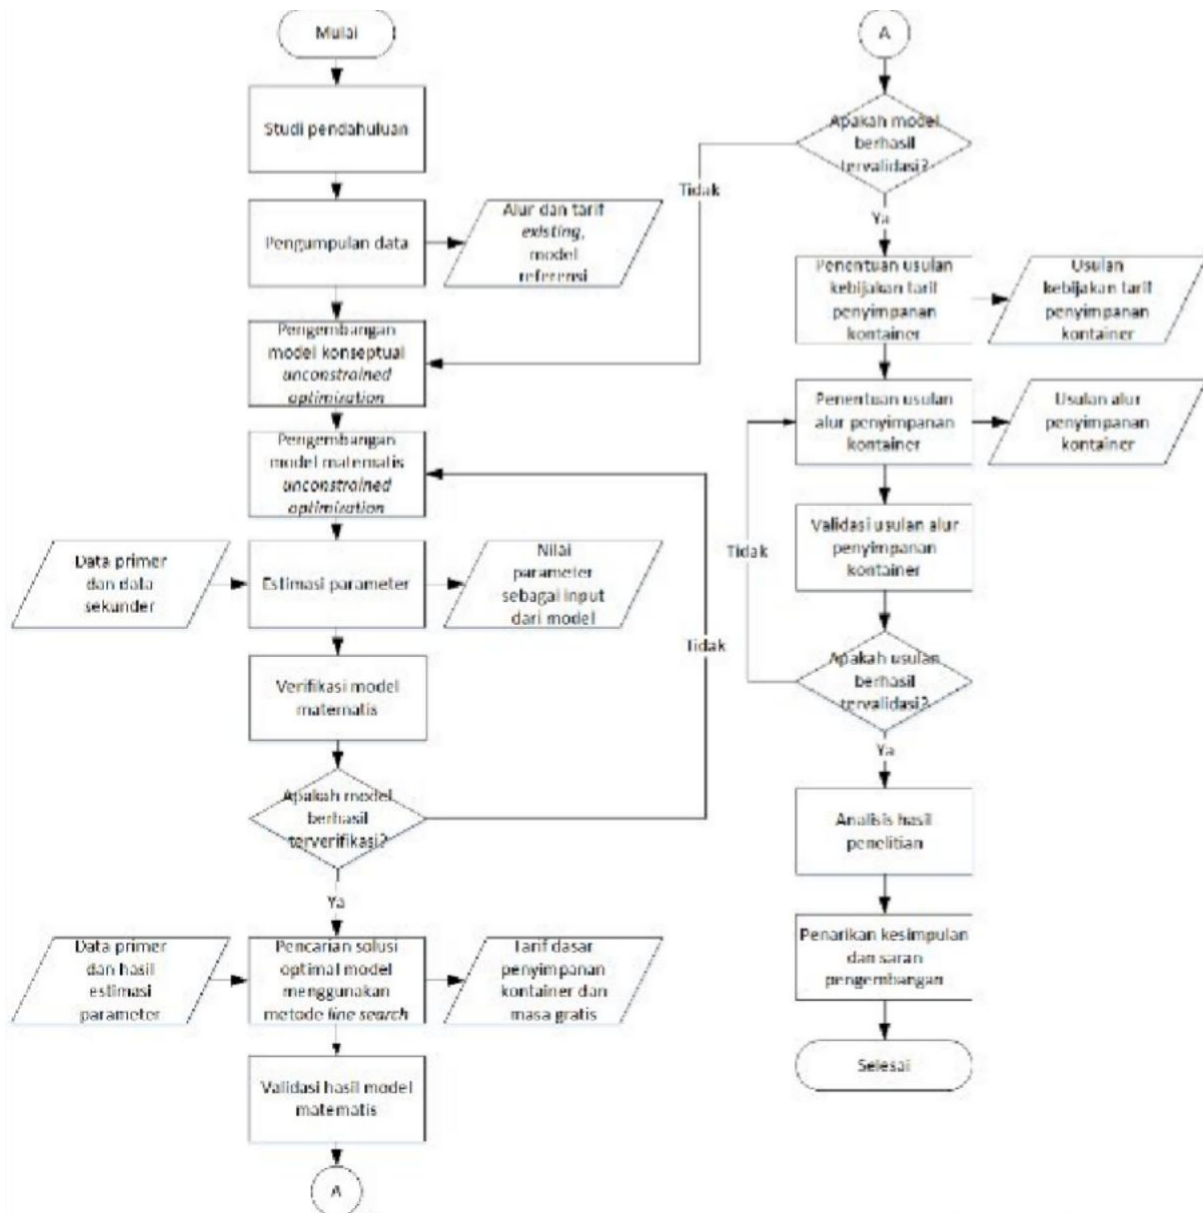 Mulai
Studi pendahuluan
Pengumpulan data
Alur dan tarif
existing,
model
referensi
Pengembangan
model konseptual
unconstrained
optimization
Pengembangan
model matematis
unconstrained
optimization
Data primer
dan data
sekunder
Estimasi parameter
Nilai
parameter
sebagai input
dari model
Verifikasi model
matematis
Apakah model
berhasil
terverifikasi?
Tidak
Ya
Data primer
dan hasil
estimasi
parameter
Pencarian solusi
optimal model
menggunakan
metode line search
Tarif dasar
penyimpanan
kontainer dan
masa gratis
Validasi hasil model
matematis
A
A
Apakah model
berhasil
tervalidasi?
Tidak
Ya
Penentuan usulan
kebijakan tarif
penyimpanan
kontainer
Usulan
kebijakan tarif
penyimpanan
kontainer
Penentuan usulan
alur penyimpanan
kontainer
Usulan alur
penyimpanan
kontainer
Validasi usulan alur
penyimpanan
kontainer
Tidak
Apakah usulan
berhasil
tervalidasi?
Ya
Analisis hasil
penelitian
Penarikan kesimpulan
dan saran
pengembangan
Selesai